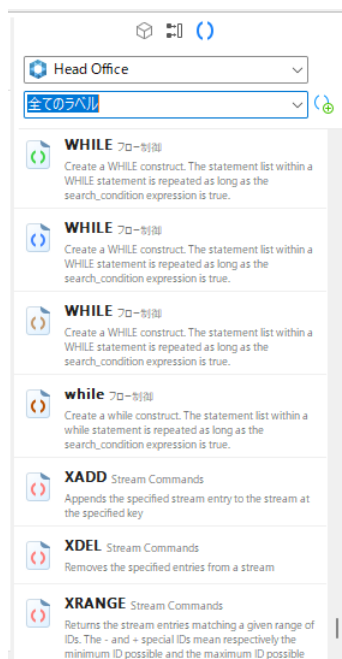 Head Office
全てのラベル
WHILE フロー制御
Create a WHILE construct. The statement list within a
WHILE statement is repeated as long as the
search_condition expression is true.
WHILE フロー制御
Create a WHILE construct. The statement list within a
WHILE statement is repeated as long as the
search_condition expression is true.
WHILE フロー制御
Create a WHILE construct. The statement list within a
WHILE statement is repeated as long as the
search_condition expression is true.
while フロー制御
Create a while construct. The statement list within a
while statement is repeated as long as the
search_condition expression is true.
XADD Stream Commands
Appends the specified stream entry to the stream at
the specified key
XDEL Stream Commands
Removes the specified entries from a stream
XRANGE Stream Commands
Returns the stream entries matching a given range of
IDs. The - and + special IDs mean respectively the
minimum ID possible and the maximum ID possible